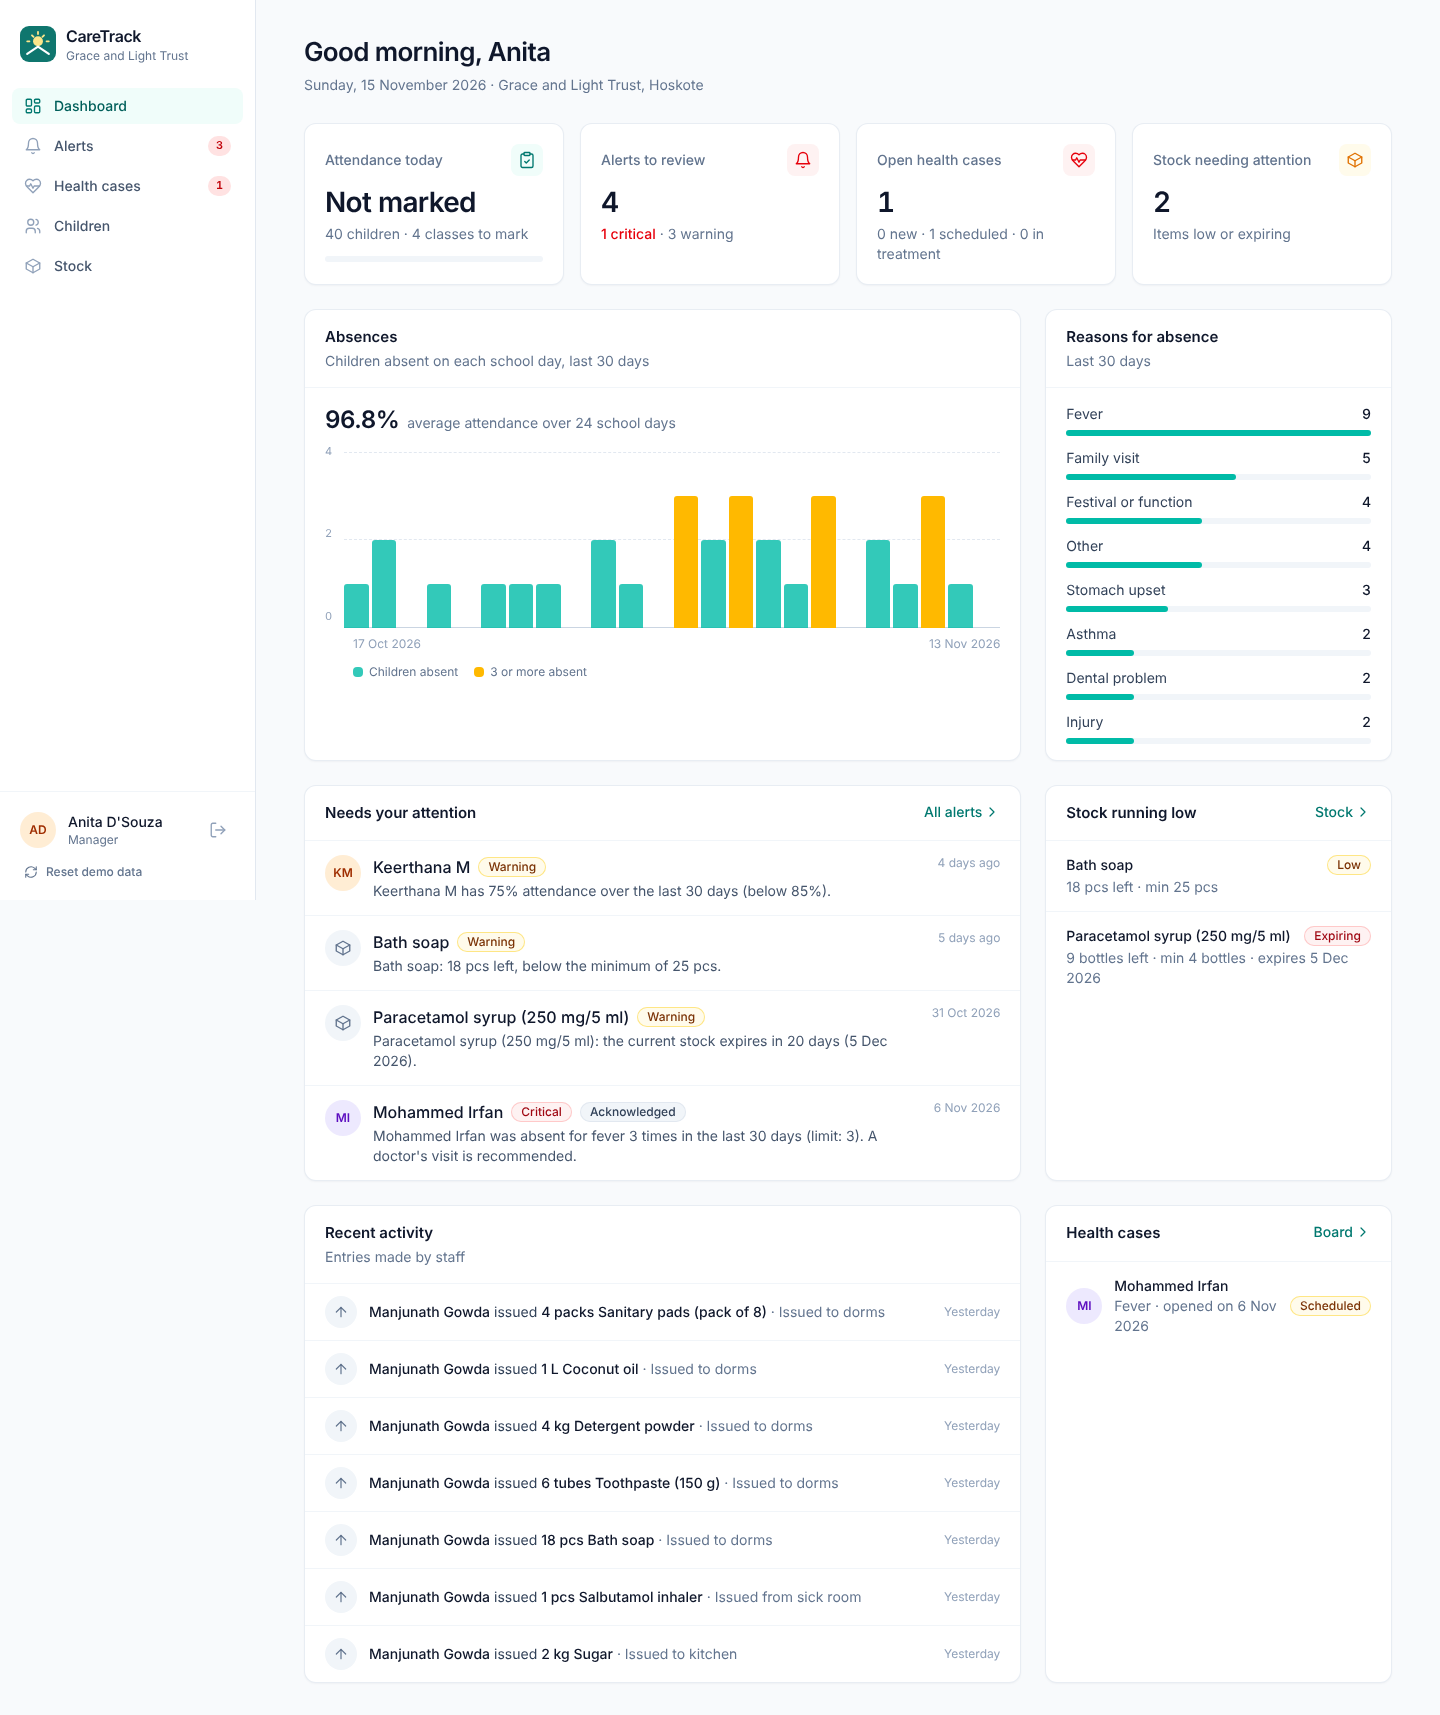 CareTrack
Grace and Light Trust
Dashboard
Alerts
3
Health cases
1
Children
Stock
Anita D'Souza
AD
Manager
Reset demo data
Good morning, Anita
Sunday, 15 November 2026 · Grace and Light Trust, Hoskote
Attendance today
Not marked
40 children · 4 classes to mark
Alerts to review
4
1 critical · 3 warning
Open health cases
1
0 new · 1 scheduled · 0 in
treatment
Stock needing attention
2
Items low or expiring
Absences
Children absent on each school day, last 30 days
96.8% average attendance over 24 school days
4
2
0
17 Oct 2026
13 Nov 2026
Children absent
3 or more absent
Reasons for absence
Last 30 days
Fever 9
Family visit 5
Festival or function 4
Other 4
Stomach upset 3
Asthma 2
Dental problem 2
Injury 2
Needs your attention
All alerts
KM
Keerthana M Warning 4 days ago
Keerthana M has 75% attendance over the last 30 days (below 85%).
Bath soap Warning 5 days ago
Bath soap: 18 pcs left, below the minimum of 25 pcs.
Paracetamol syrup (250 mg/5 ml) Warning 31 Oct 2026
Paracetamol syrup (250 mg/5 ml): the current stock expires in 20 days (5 Dec
2026).
MI
Mohammed Irfan Critical Acknowledged 6 Nov 2026
Mohammed Irfan was absent for fever 3 times in the last 30 days (limit: 3). A
doctor's visit is recommended.
Stock running low
Stock
Bath soap Low
18 pcs left · min 25 pcs
Paracetamol syrup (250 mg/5 ml) Expiring
9 bottles left · min 4 bottles · expires 5 Dec
2026
Recent activity
Entries made by staff
Manjunath Gowda issued 4 packs Sanitary pads (pack of 8) · Issued to dorms Yesterday
Manjunath Gowda issued 1 L Coconut oil · Issued to dorms Yesterday
Manjunath Gowda issued 4 kg Detergent powder · Issued to dorms Yesterday
Manjunath Gowda issued 6 tubes Toothpaste (150 g) · Issued to dorms Yesterday
Manjunath Gowda issued 18 pcs Bath soap · Issued to dorms Yesterday
Manjunath Gowda issued 1 pcs Salbutamol inhaler · Issued from sick room Yesterday
Manjunath Gowda issued 2 kg Sugar · Issued to kitchen Yesterday
Health cases
Board
MI
Mohammed Irfan
Fever · opened on 6 Nov
2026
Scheduled